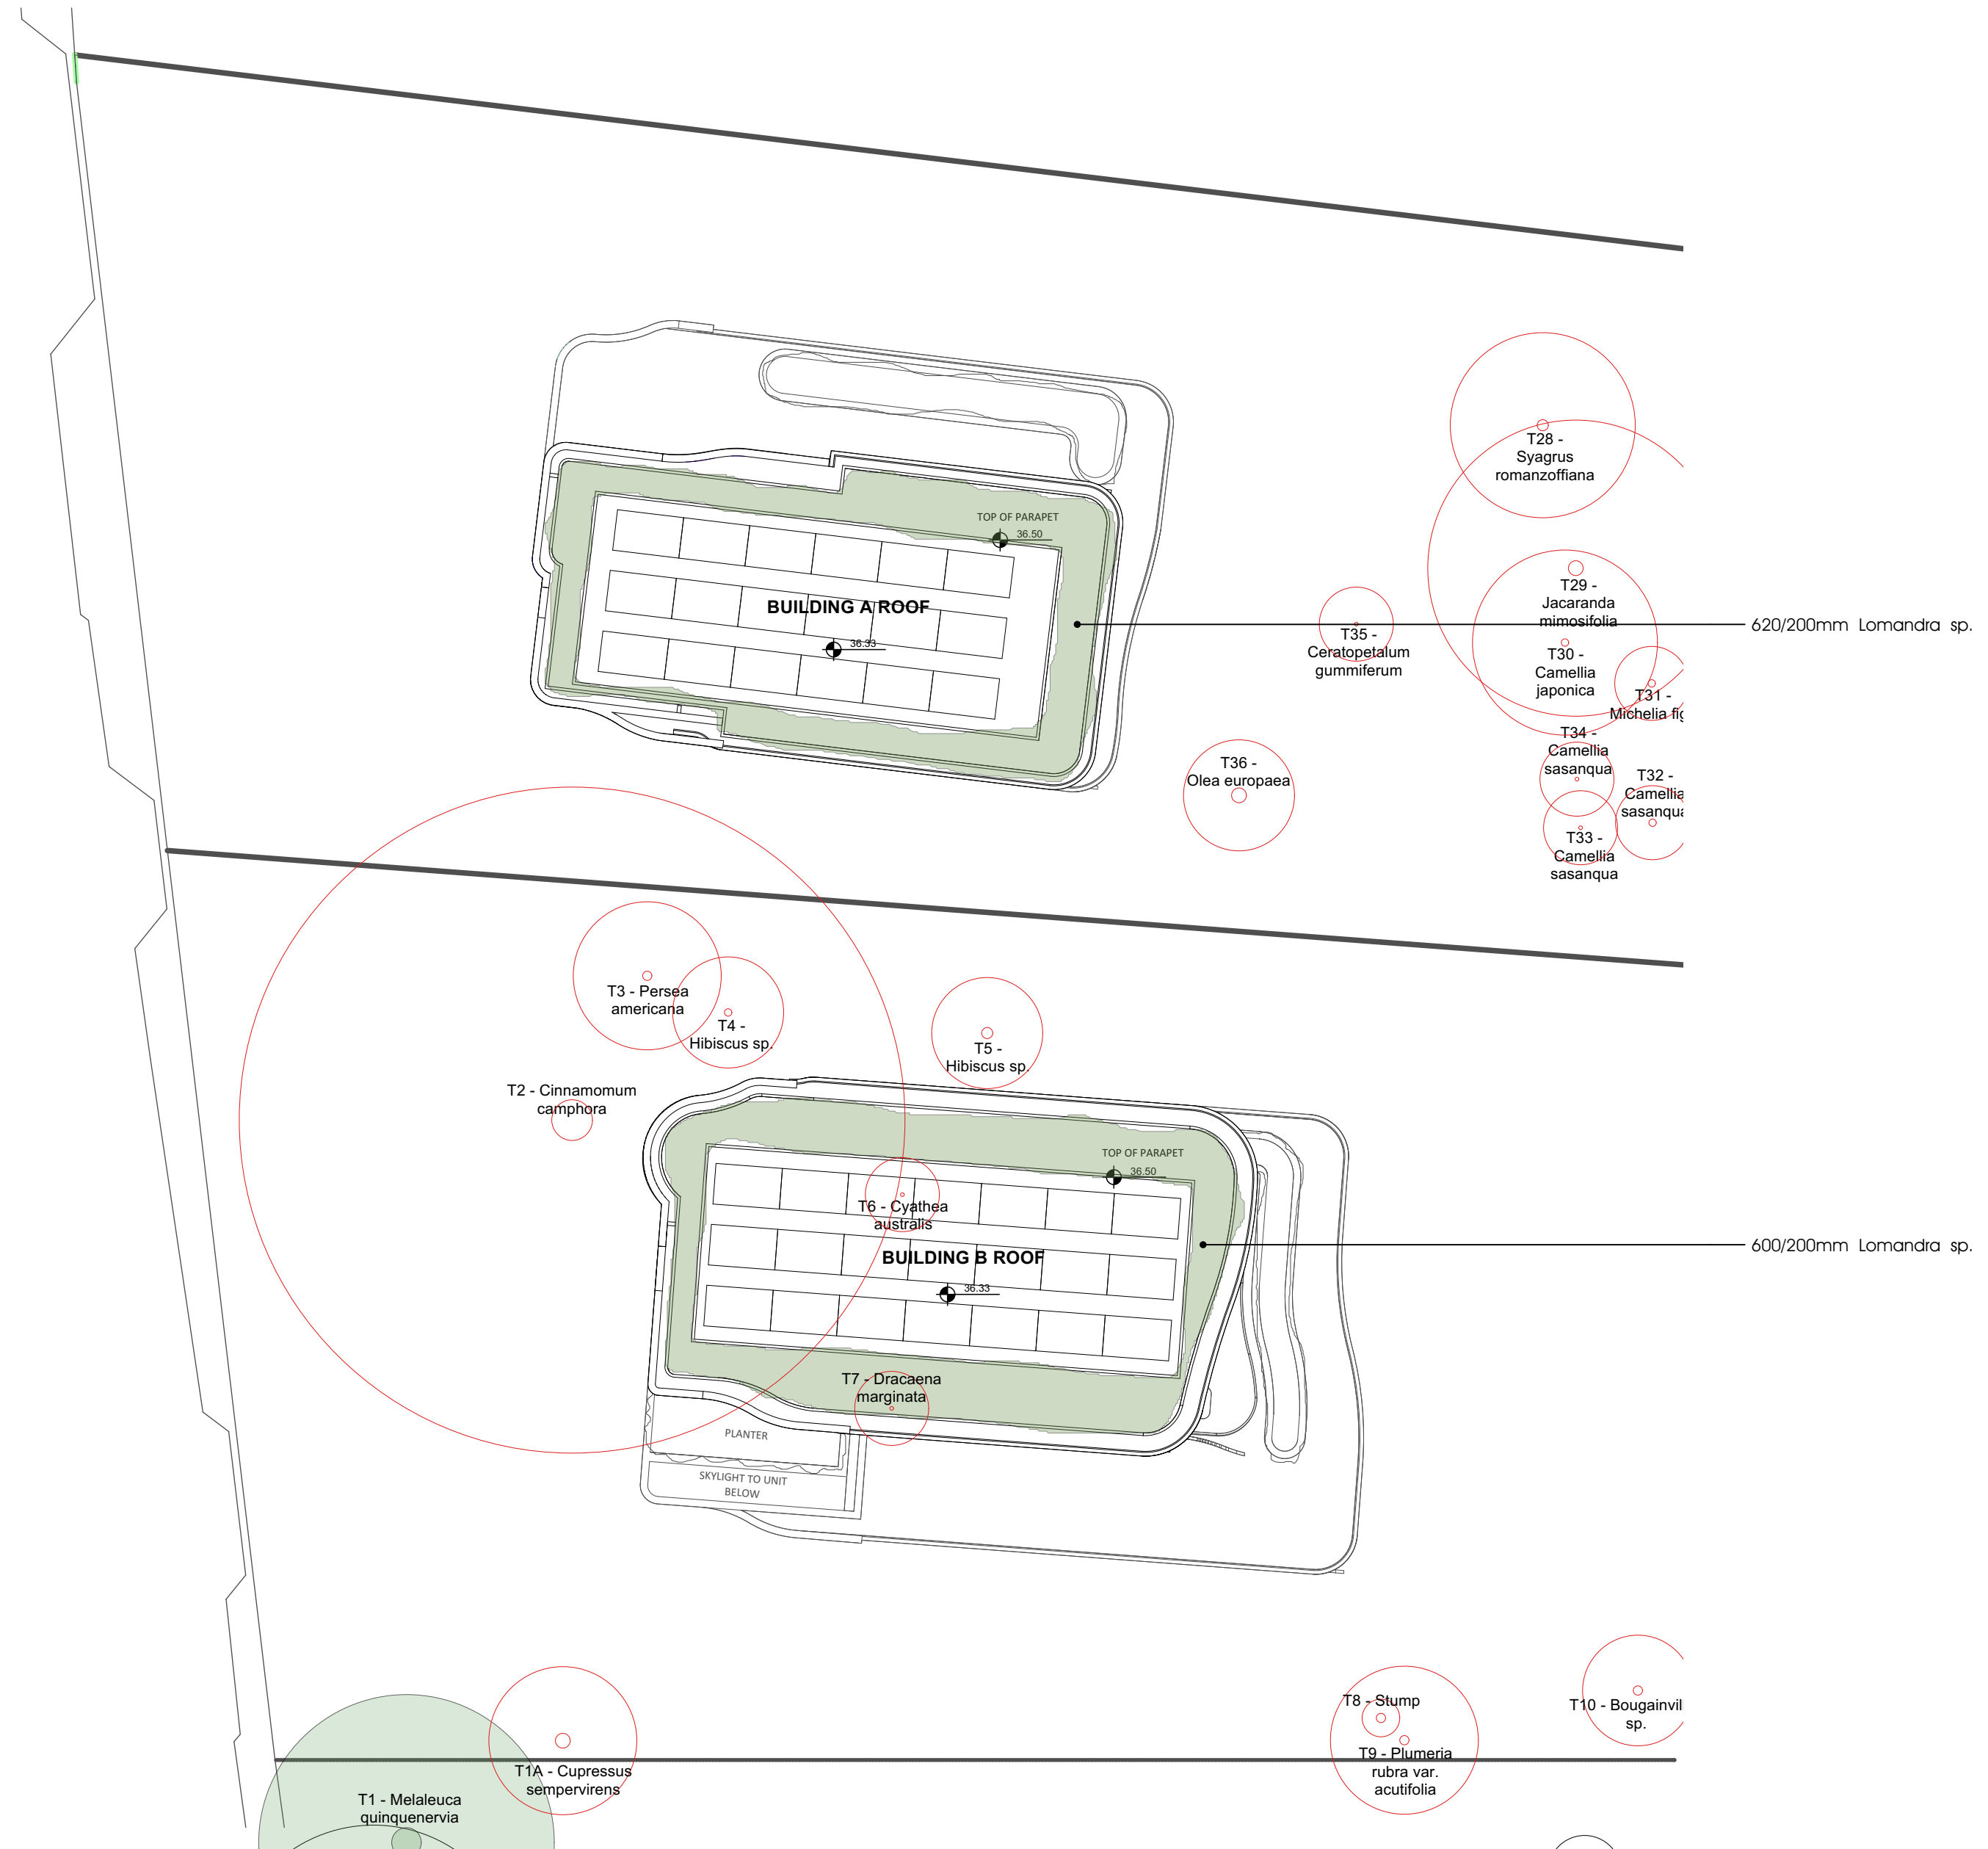 T28 -
Syagrus
romanzoffiana
TOP OF PARAPET
36.50
T29 -
Jacaranda
mimosifolia
BUILDING A ROOF
36.33
620/200mm Lomandra sp.
T35 -
Ceratopetalum
gummiferum
T30 -
Camellia
japonica
T31 -
Michelia fig
T34 -
Camellia
sasanqua
T36 -
Olea europaea
T32 -
Camellia
sasanqua
T33 -
Camellia
sasanqua
T3 - Persea
americana
T4 -
Hibiscus sp.
T5 -
Hibiscus sp.
T2 - Cinnamomum
camphora
TOP OF PARAPET
36.50
T6 - Cyathea
australis
BUILDING B ROOF
36.33
600/200mm Lomandra sp.
T7 - Dracaena
marginata
PLANTER
SKYLIGHT TO UNIT
BELOW
T8 - Stump
T10 - Bougainvil
sp.
T9 - Plumeria
rubra var.
acutifolia
T1A - Cupressus
sempervirens
T1 - Melaleuca
quinquenervia